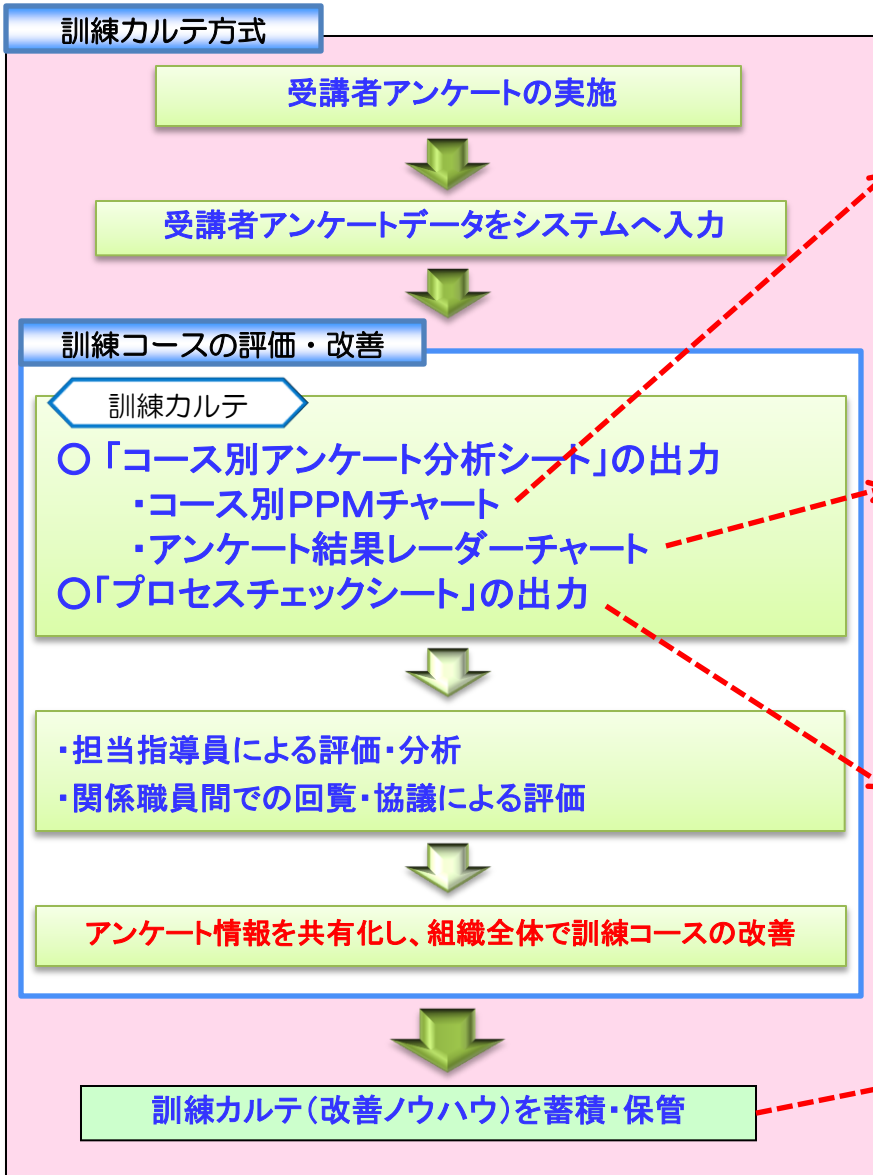 訓練カルテ方式
受講者アンケートの実施
受講者アンケートデータをシステムへ入力
訓練コースの評価・改善
訓練カルテ
○「コース別アンケート分析シート」の出力
・コース別PPMチャート
・アンケート結果レーダーチャート
○「プロセスチェックシート」の出力
・担当指導員による評価・分析
・関係職員間での回覧・協議による評価
アンケート情報を共有化し、組織全体で訓練コースの改善
訓練カルテ（改善ノウハウ）を蓄積・保管